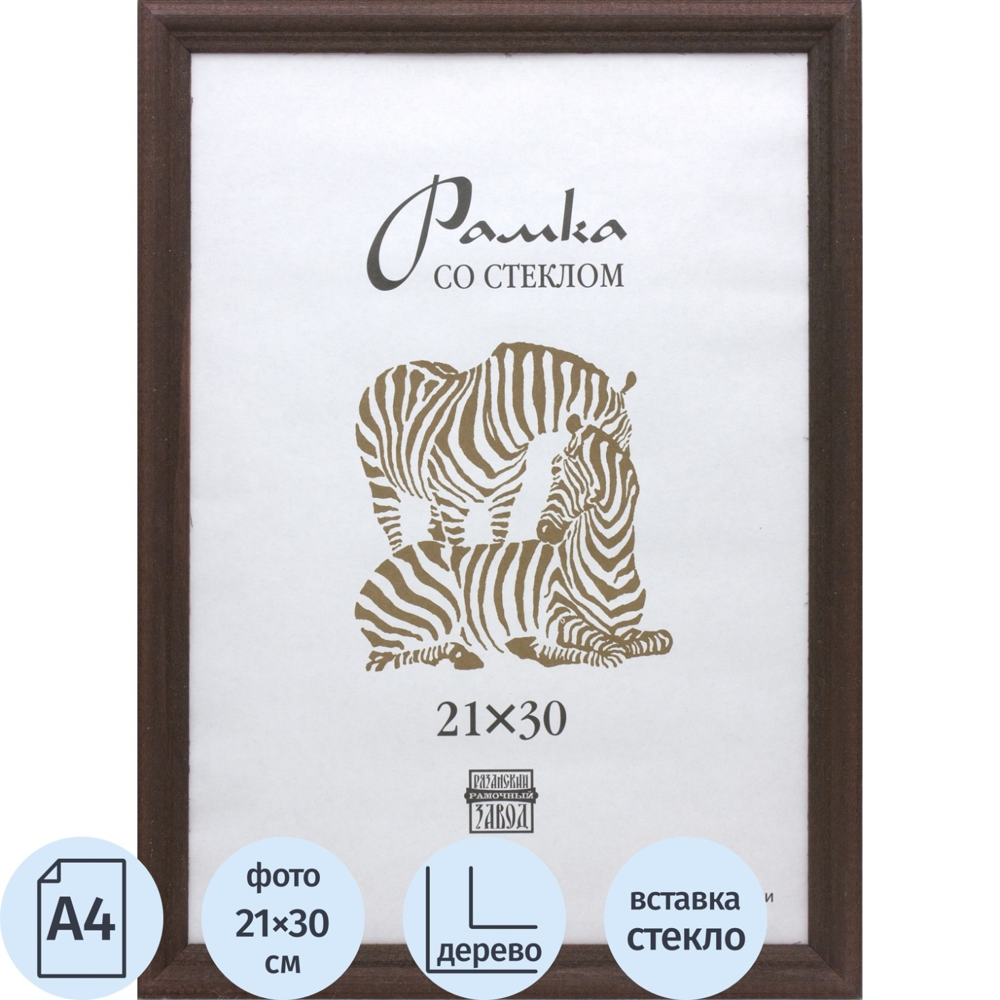 Рамка
СО СТЕКЛОМ
21×30
РЯЗАНСКИЙ
РАМОЧНЫЙ
ЗАВОД
A4
фото
21×30
см
дерево
вставка
стекло